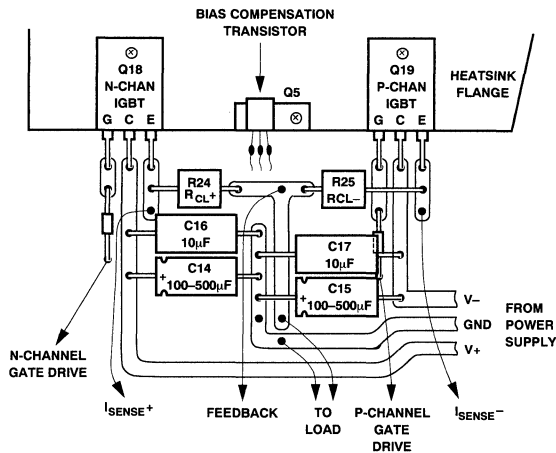 BIAS COMPENSATION
TRANSISTOR
Q18
N-CHAN
IGBT
G C E
Q5
Q19
P-CHAN
IGBT
G C E
HEATSINK
FLANGE
R24
RCL+
R25
RCL–
C16
10µF
C17
10µF
C14
+ 100–500µF
C15
+ 100–500µF
V–
GND
V+
FROM
POWER
SUPPLY
N-CHANNEL
GATE DRIVE
ISENSE+
FEEDBACK
TO
LOAD
P-CHANNEL
GATE
DRIVE
ISENSE–